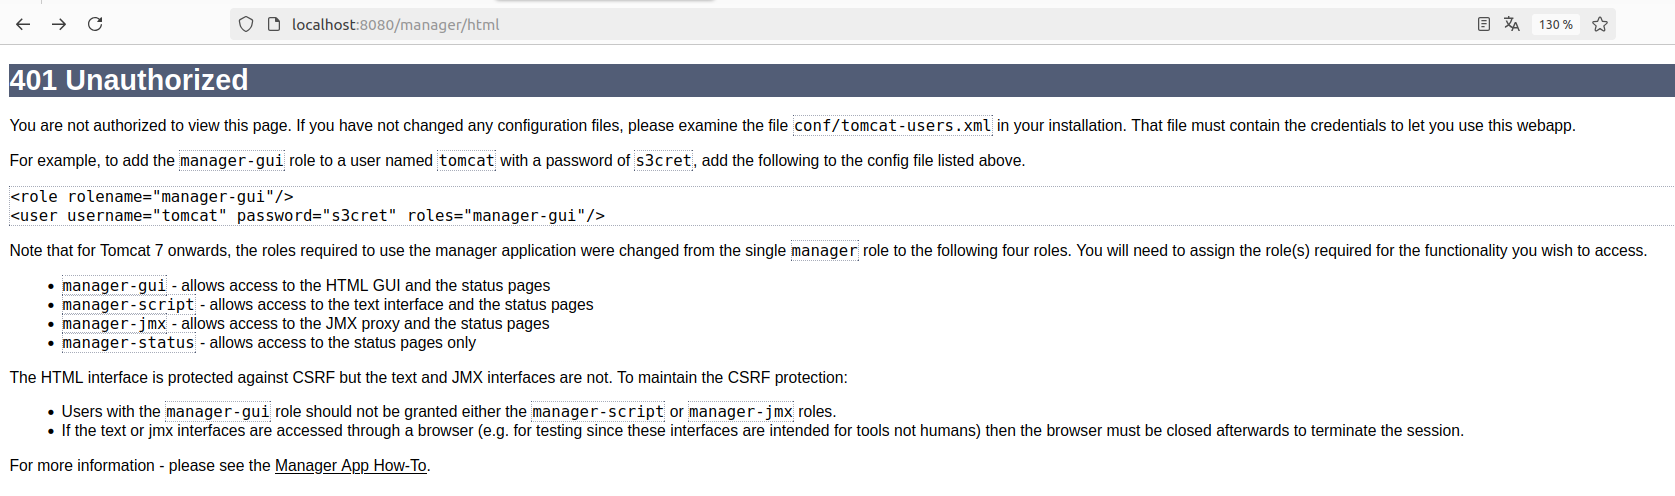 localhost:8080/manager/html
130 %
401 Unauthorized
You are not authorized to view this page. If you have not changed any configuration files, please examine the file conf/tomcat-users.xml in your installation. That file must contain the credentials to let you use this webapp.
For example, to add the manager-gui role to a user named tomcat with a password of s3cret, add the following to the config file listed above.
<role rolename="manager-gui"/>
<user username="tomcat" password="s3cret" roles="manager-gui"/>
Note that for Tomcat 7 onwards, the roles required to use the manager application were changed from the single manager role to the following four roles. You will need to assign the role(s) required for the functionality you wish to access.
• manager-gui - allows access to the HTML GUI and the status pages
• manager-script - allows access to the text interface and the status pages
• manager-jmx - allows access to the JMX proxy and the status pages
• manager-status - allows access to the status pages only
The HTML interface is protected against CSRF but the text and JMX interfaces are not. To maintain the CSRF protection:
• Users with the manager-gui role should not be granted either the manager-script or manager-jmx roles.
• If the text or jmx interfaces are accessed through a browser (e.g. for testing since these interfaces are intended for tools not humans) then the browser must be closed afterwards to terminate the session.
For more information - please see the Manager App How-To.